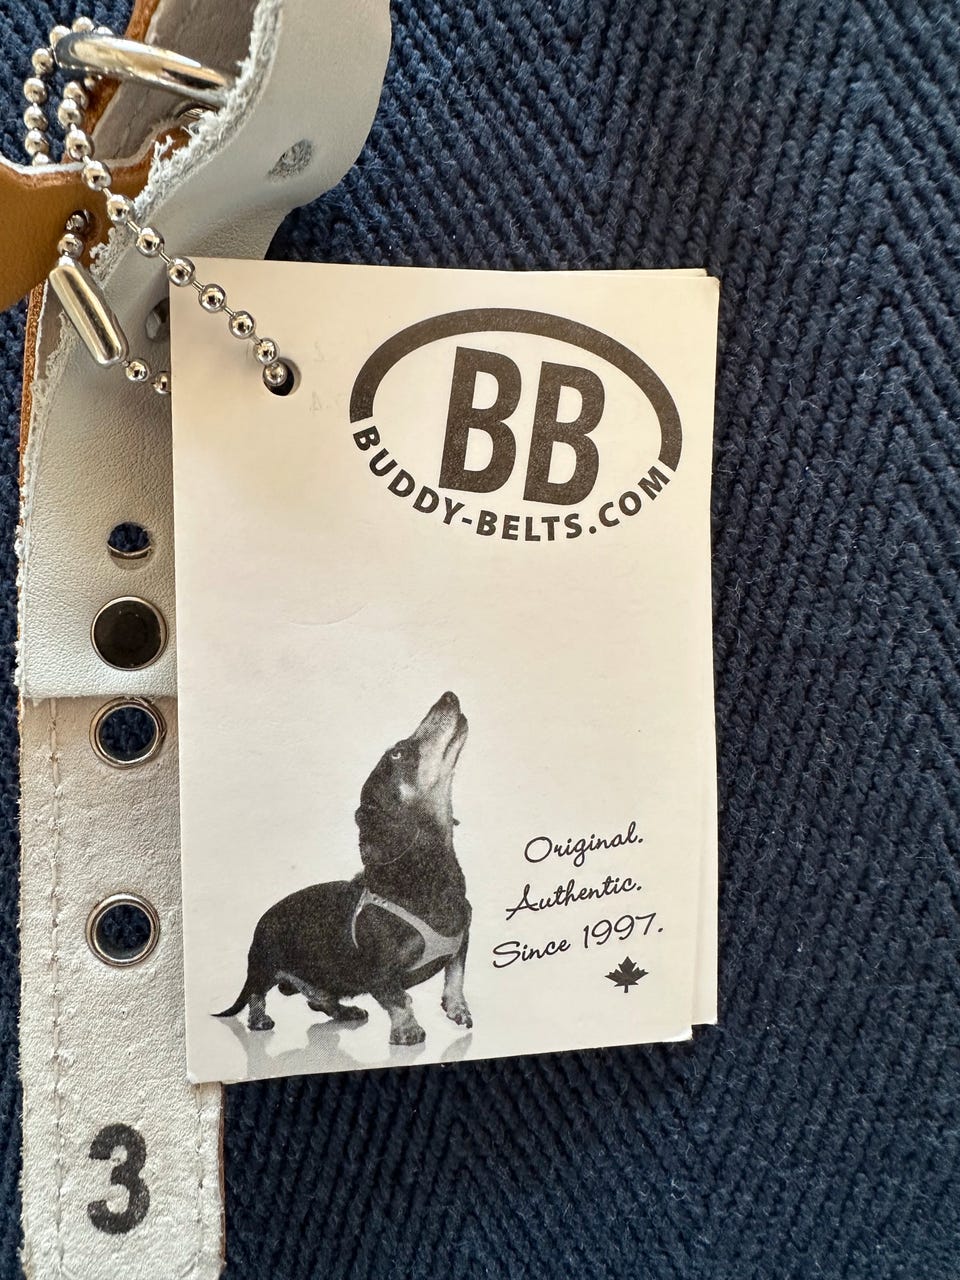 BB
BUDDY-BELTS.COM
Original.
Authentic.
Since 1997.
3